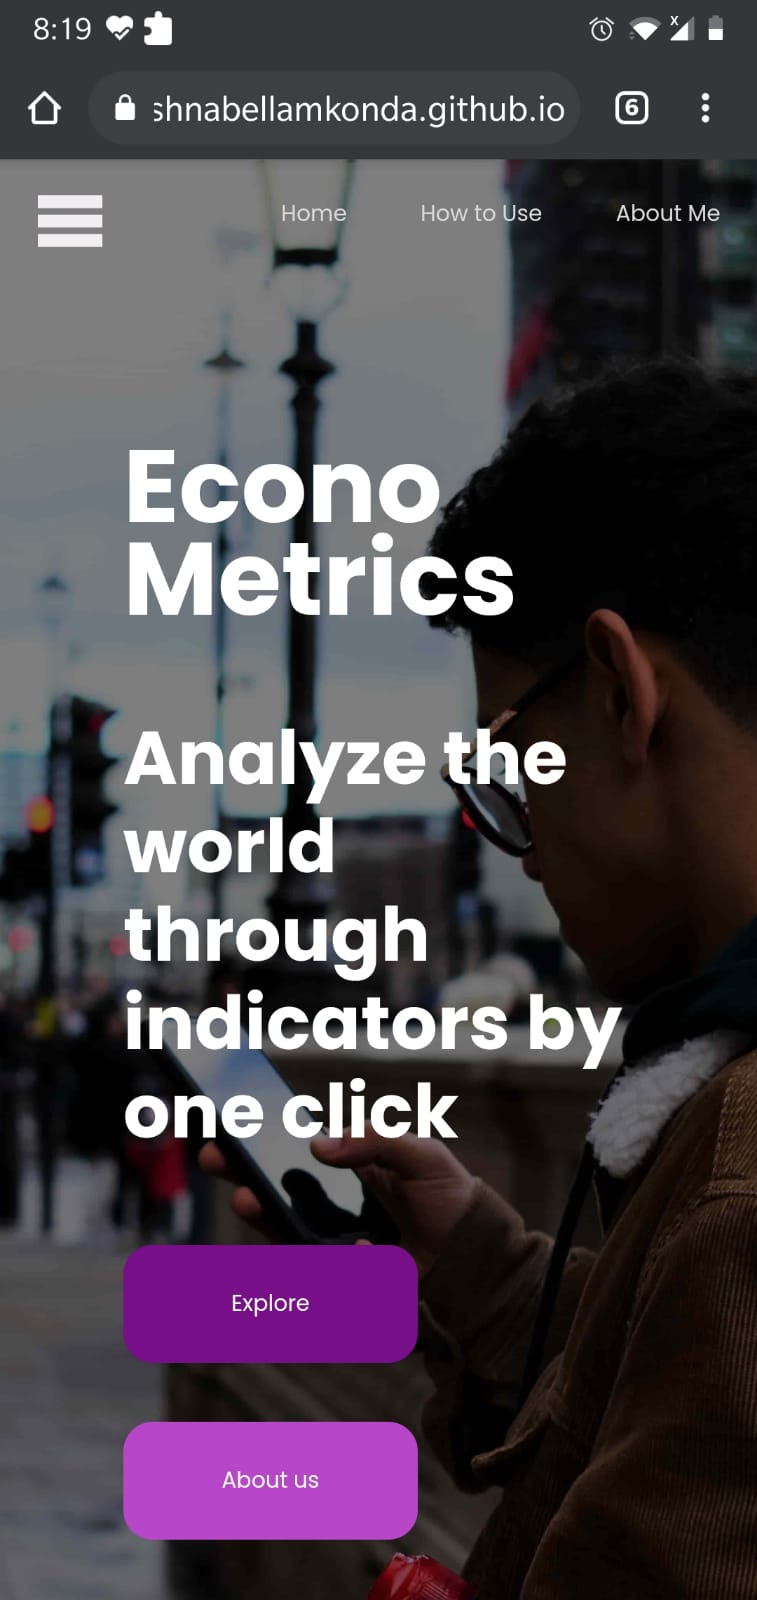 8:19
shnabellamkonda.github.io
6
Home How to Use About Me
Econo
Metrics
Analyze the
world
through
indicators by
one click
Explore
About us